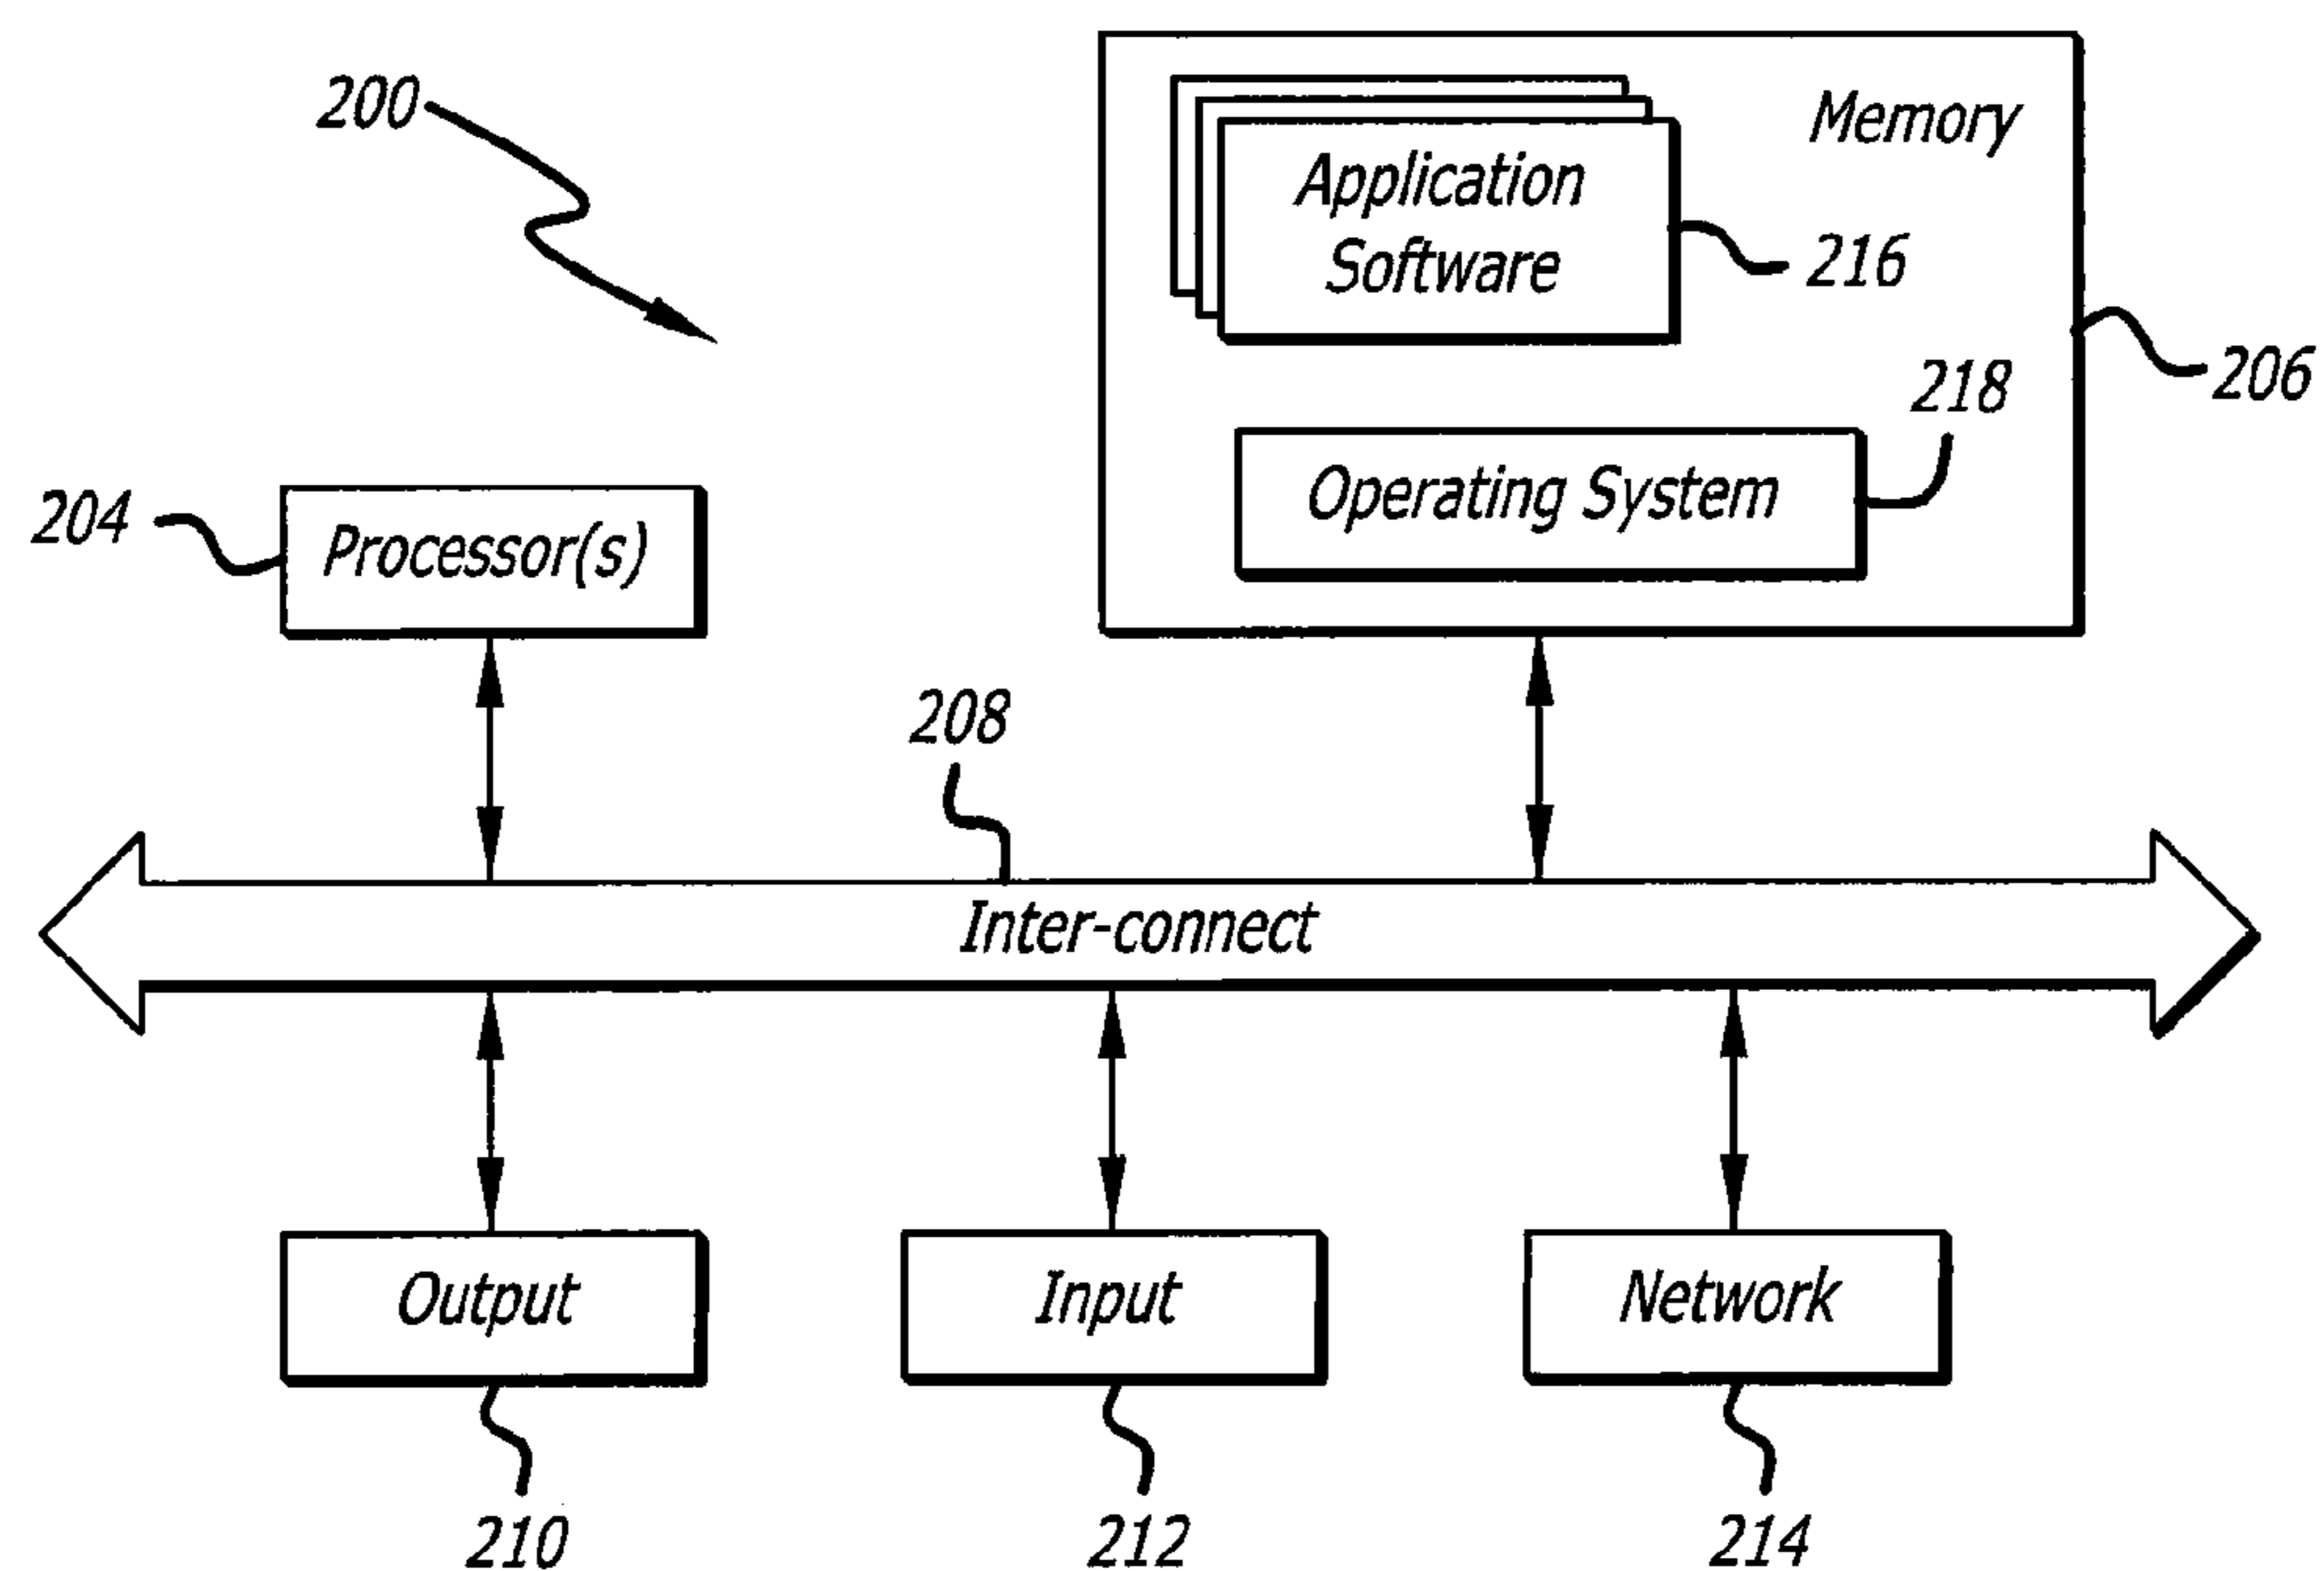 200
Memory
Application
Software
216
206
218
Operating System
204
Processor(s)
208
Inter-connect
Output
Input
Network
210
212
214